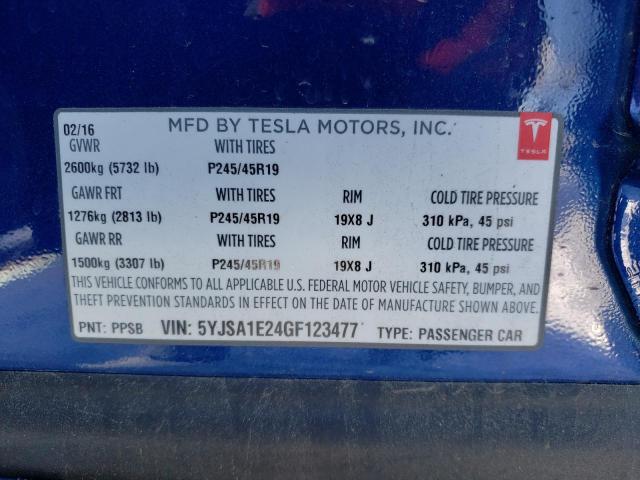 02/16 MFD BY TESLA MOTORS, INC. TESLA
GVWR WITH TIRES
2600kg (5732 lb) P245/45R19
GAWR FRT WITH TIRES RIM COLD TIRE PRESSURE
1276kg (2813 lb) P245/45R19 19X8 J 310 kPa, 45 psi
GAWR RR WITH TIRES RIM COLD TIRE PRESSURE
1500kg (3307 lb) P245/45R19 19X8 J 310 kPa, 45 psi
THIS VEHICLE CONFORMS TO ALL APPLICABLE U.S. FEDERAL MOTOR VEHICLE SAFETY, BUMPER, AND
THEFT PREVENTION STANDARDS IN EFFECT ON THE DATE OF MANUFACTURE SHOWN ABOVE.
PNT: PPSB VIN: 5YJSA1E24GF123477 TYPE: PASSENGER CAR